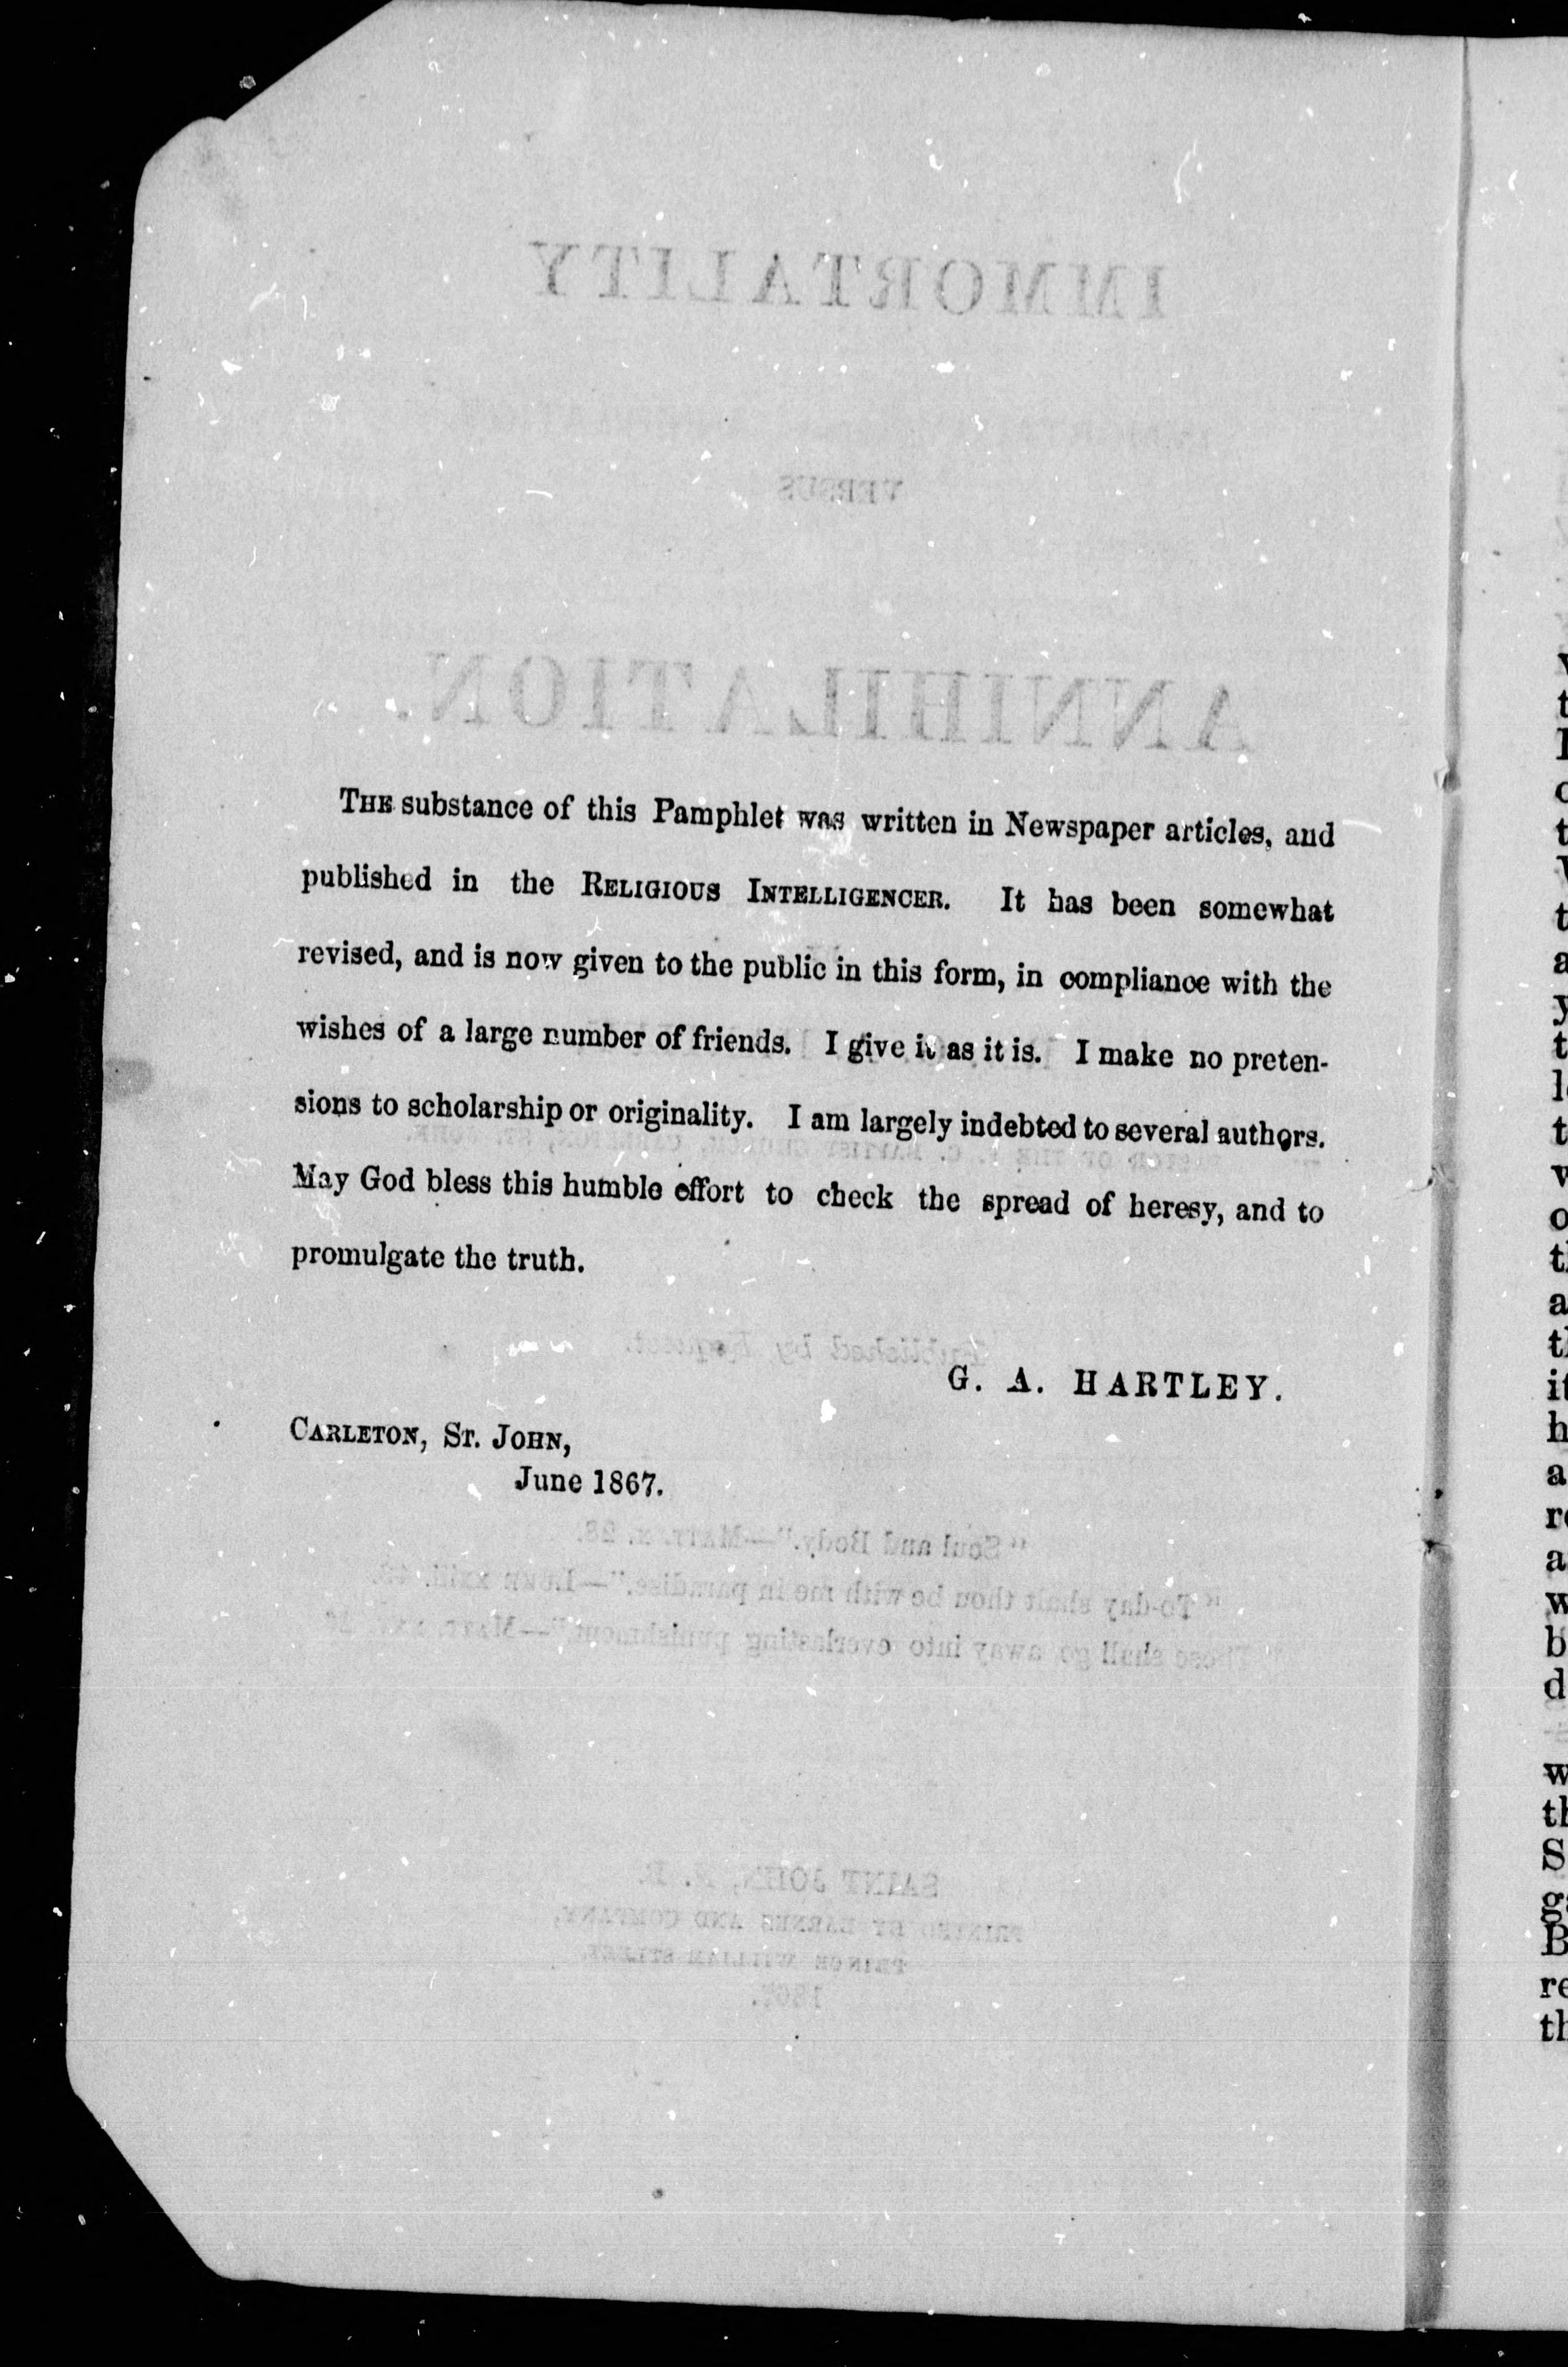 THE substance of this Pamphlet was written in Newspaper articles, and
published in the RELIGIOUS INTELLIGENCER. It has been somewhat
revised, and is now given to the public in this form, in compliance with the
wishes of a large number of friends. I give it as it is. I make no preten-
sions to scholarship or originality. I am largely indebted to several authors.
May God bless this humble effort to check the spread of heresy, and to
promulgate the truth.
G. A. HARTLEY.
CARLETON, ST. JOHN,
June 1867.